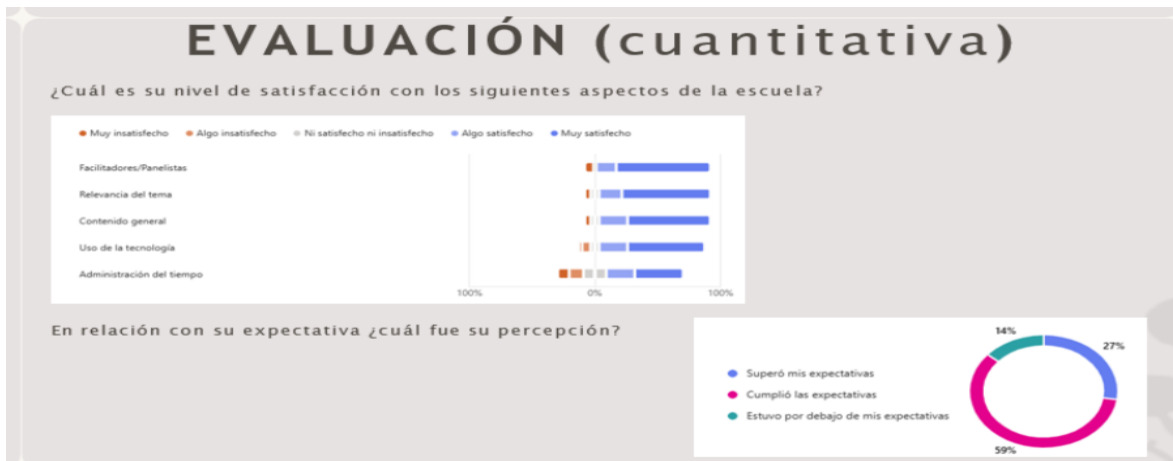 EVALUACIÓN (cuantitativa)
¿Cuál es su nivel de satisfacción con los siguientes aspectos de la escuela?
Muy insatisfecho Algo insatisfecho Ni satisfecho ni insatisfecho Algo satisfecho Muy satisfecho
Facilitadores/Panelistas
Relevancia del tema
Contenido general
Uso de la tecnología
Administración del tiempo
100% 0% 100%
En relación con su expectativa ¿cuál fue su percepción?
14%
27%
Superó mis expectativas
Cumplió las expectativas
Estuvo por debajo de mis expectativas
59%